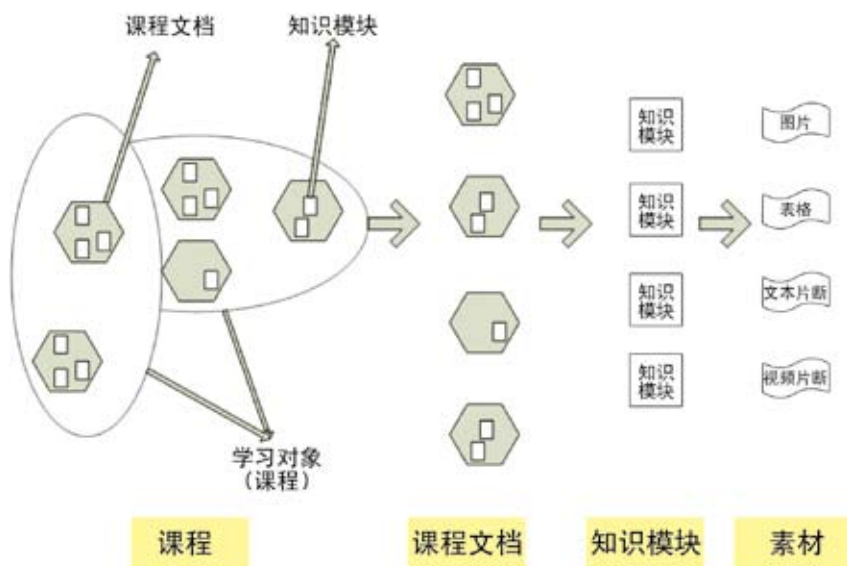 课程文档
知识模块
知识
模块
图片
知识
模块
表格
知识
模块
文本片断
知识
模块
视频片断
学习对象
(课程)
课程
课程文档
知识模块
素材